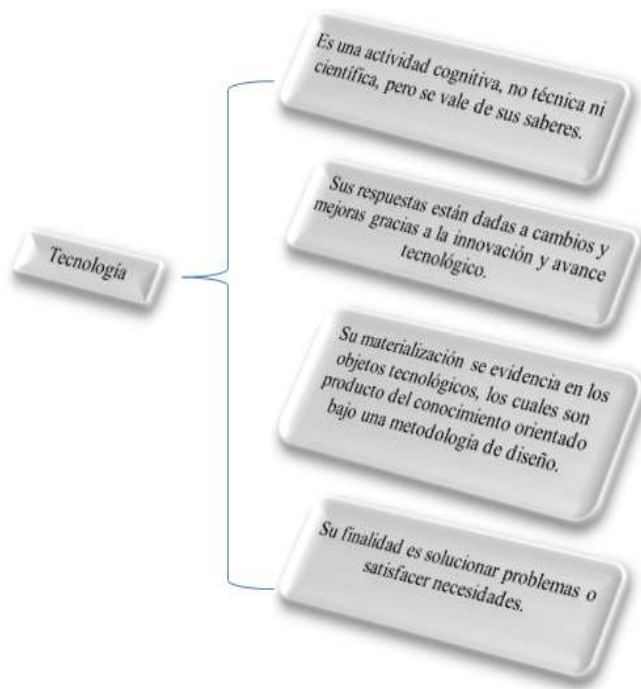 Tecnología
Es una actividad cognitiva, no técnica ni
científica, pero se vale de sus saberes.
Sus respuestas están dadas a cambios y
mejoras gracias a la innovación y avance
tecnológico.
Su materialización se evidencia en los
objetos tecnológicos, los cuales son
producto del conocimiento orientado
bajo una metodología de diseño.
Su finalidad es solucionar problemas o
satisfacer necesidades.